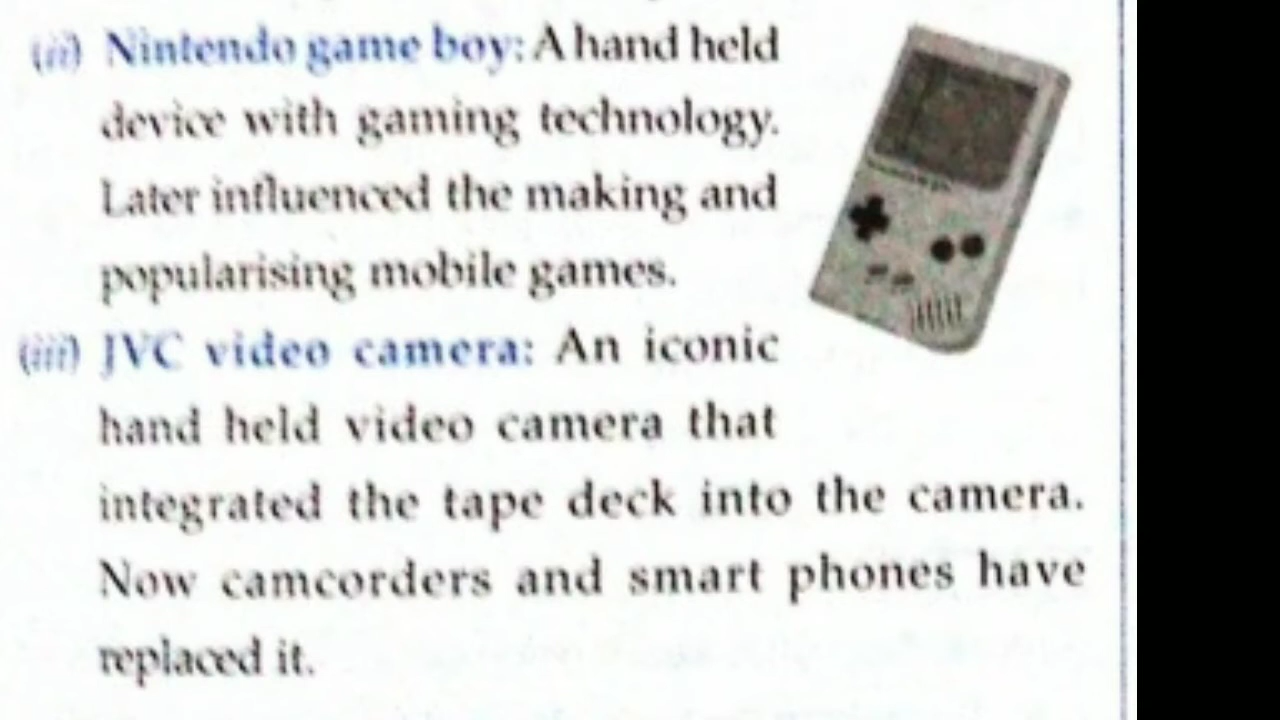 (ii) Nintendo game boy: A hand held
device with gaming technology.
Later influenced the making and
popularising mobile games.
(iii) JVC video camera: An iconic
hand held video camera that
integrated the tape deck into the camera.
Now camcorders and smart phones have
replaced it.